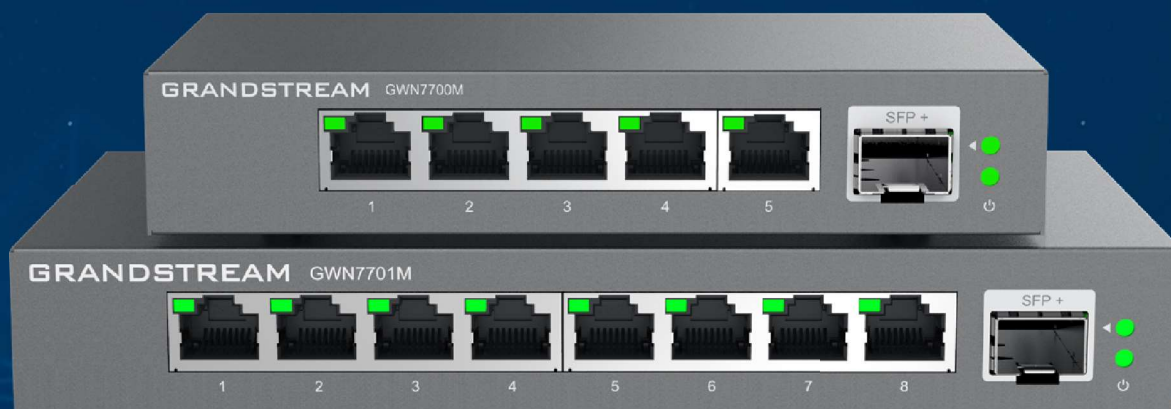 GRANDSTREAM GWN7700M
SFP +
1 2 3 4 5
GRANDSTREAM GWN7701M
SFP +
1 2 3 4 5 6 7 8